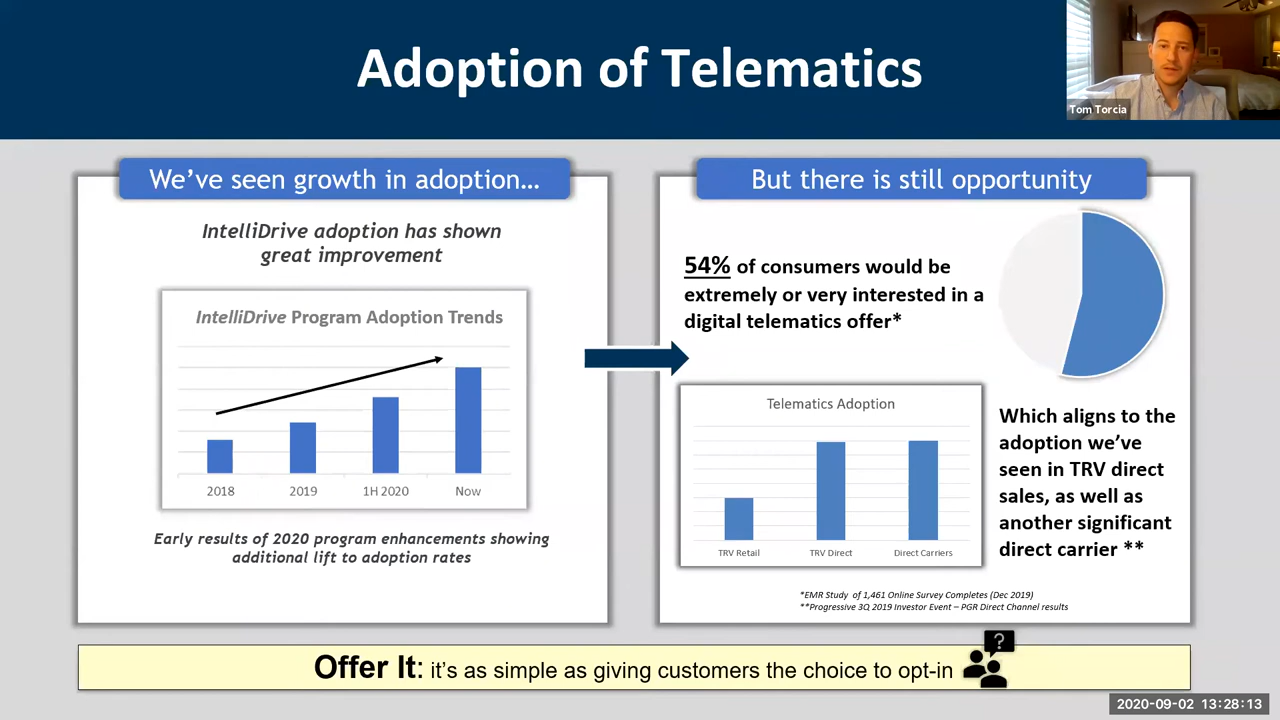 Adoption of Telematics
Tom Torcia
We’ve seen growth in adoption…
IntelliDrive adoption has shown
great improvement
IntelliDrive Program Adoption Trends
2018 2019 1H 2020 Now
Early results of 2020 program enhancements showing
additional lift to adoption rates
But there is still opportunity
54% of consumers would be
extremely or very interested in a
digital telematics offer*
Telematics Adoption
TRV Retail TRV Direct Direct Carriers
Which aligns to the
adoption we’ve
seen in TRV direct
sales, as well as
another significant
direct carrier **
*EMR Study of 1,461 Online Survey Completes (Dec 2019)
**Progressive 3Q 2019 Investor Event – PGR Direct Channel results
?
Offer It: it’s as simple as giving customers the choice to opt-in
2020-09-02 13:28:13